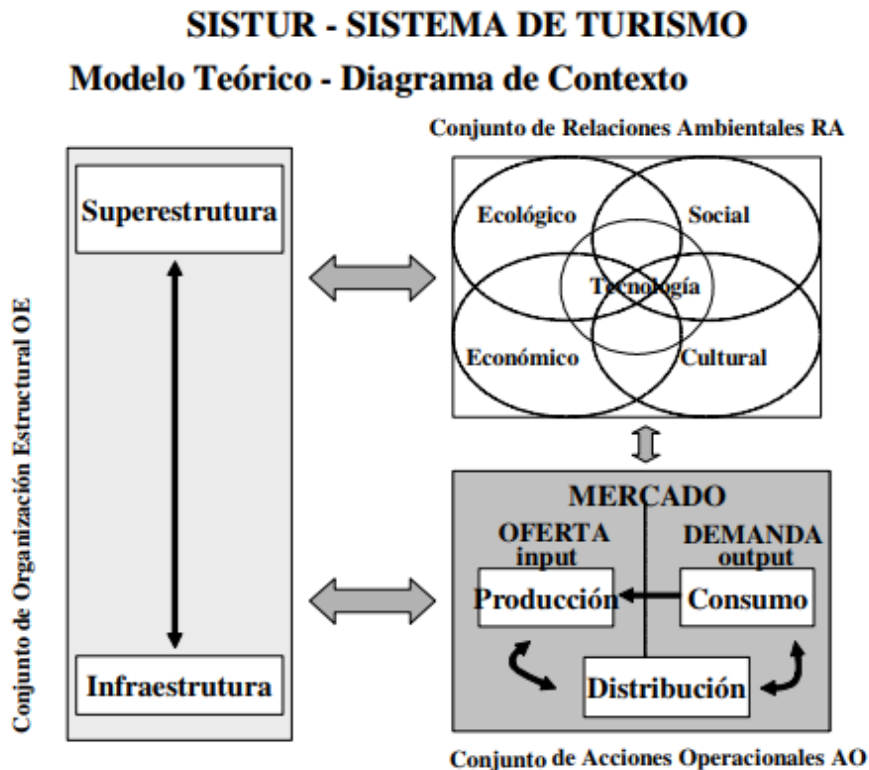 SISTUR - SISTEMA DE TURISMO
Modelo Teórico - Diagrama de Contexto
Conjunto de Organización Estructural OE
Superestrutura
Infraestrutura
Conjunto de Relaciones Ambientales RA
Ecológico
Social
Tecnología
Económico
Cultural
MERCADO
OFERTA
input
DEMANDA
output
Producción
Consumo
Distribución
Conjunto de Acciones Operacionales AO